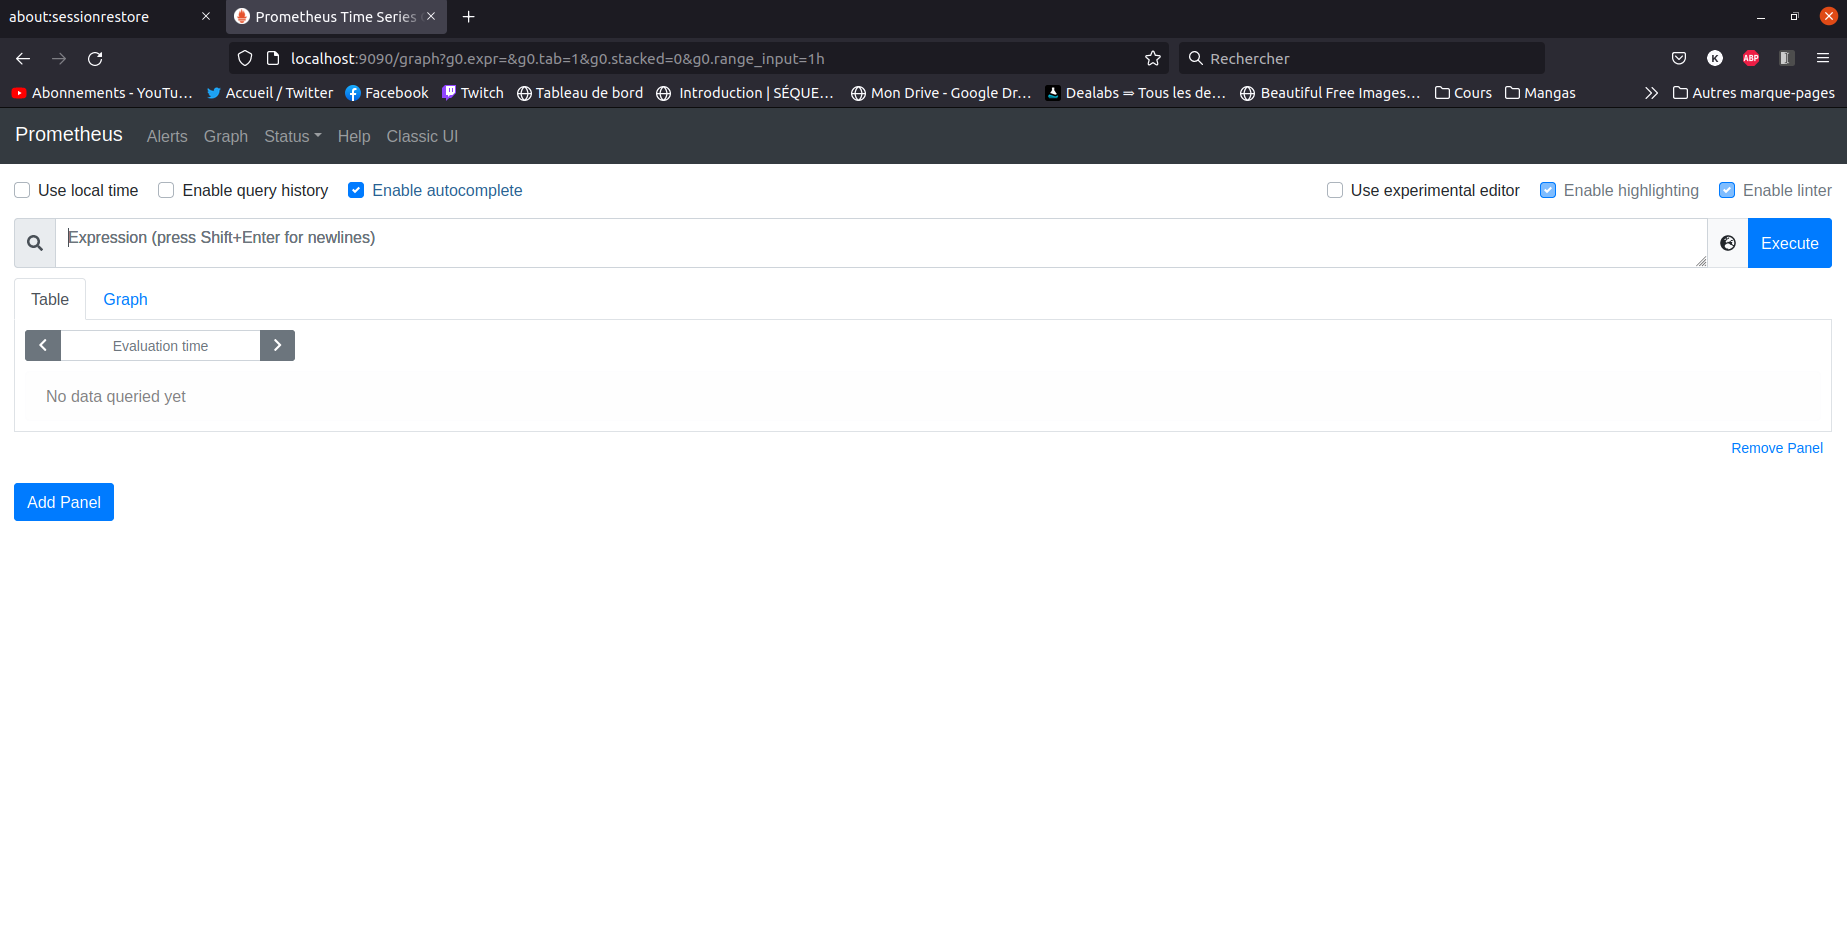 about:sessionrestore
Prometheus Time Series
localhost:9090/graph?g0.expr=&g0.tab=1&g0.stacked=0&g0.range_input=1h
Rechercher
K
ABP
Abonnements - YouTu...
Accueil / Twitter
Facebook
Twitch
Tableau de bord
Introduction | SÉQUE...
Mon Drive - Google Dr...
Dealabs ⇒ Tous les de...
Beautiful Free Images...
Cours
Mangas
Autres marque-pages
Prometheus Alerts Graph Status Help Classic UI
Use local time Enable query history Enable autocomplete Use experimental editor Enable highlighting Enable linter
Expression (press Shift+Enter for newlines) Execute
Table Graph
Evaluation time
No data queried yet
Remove Panel
Add Panel